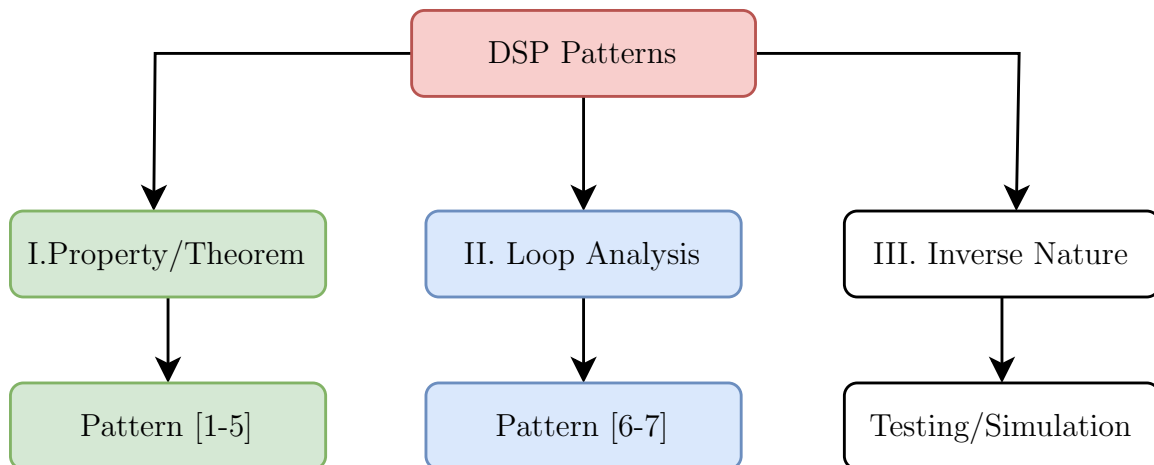 DSP Patterns
I.Property/Theorem
II. Loop Analysis
III. Inverse Nature
Pattern [1-5]
Pattern [6-7]
Testing/Simulation